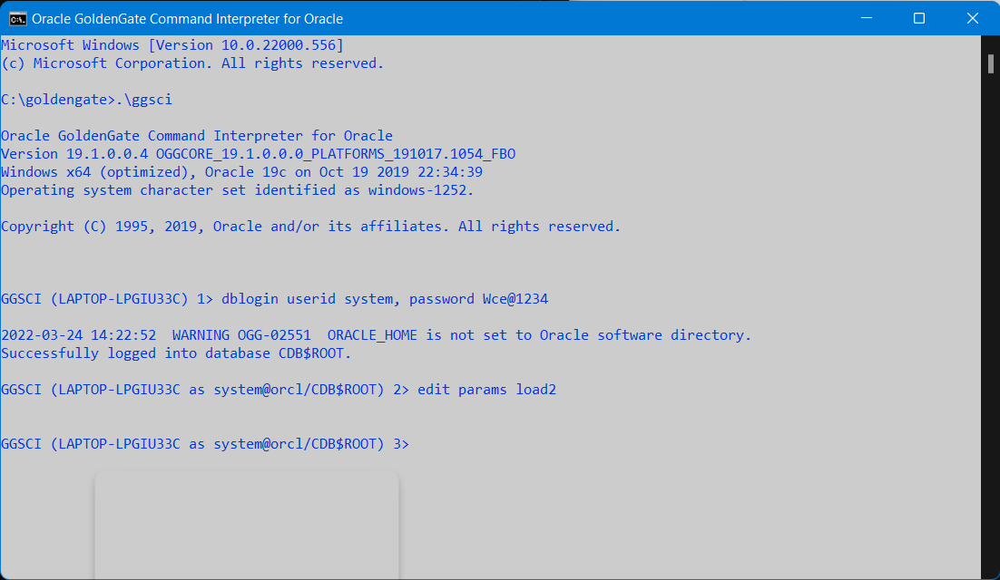 Oracle GoldenGate Command Interpreter for Oracle
Microsoft Windows [Version 10.0.22000.556]
(c) Microsoft Corporation. All rights reserved.
C:\goldengate>.\ggsci
Oracle GoldenGate Command Interpreter for Oracle
Version 19.1.0.0.4 OGGCORE_19.1.0.0.0_PLATFORMS_191017.1054_FBO
Windows x64 (optimized), Oracle 19c on Oct 19 2019 22:34:39
Operating system character set identified as windows-1252.
Copyright (C) 1995, 2019, Oracle and/or its affiliates. All rights reserved.
GGSCI (LAPTOP-LPGIU33C) 1> dblogin userid system, password Wce@1234
2022-03-24 14:22:52  WARNING OGG-02551  ORACLE_HOME is not set to Oracle software directory.
Successfully logged into database CDB$ROOT.
GGSCI (LAPTOP-LPGIU33C as system@orcl/CDB$ROOT) 2> edit params load2
GGSCI (LAPTOP-LPGIU33C as system@orcl/CDB$ROOT) 3>